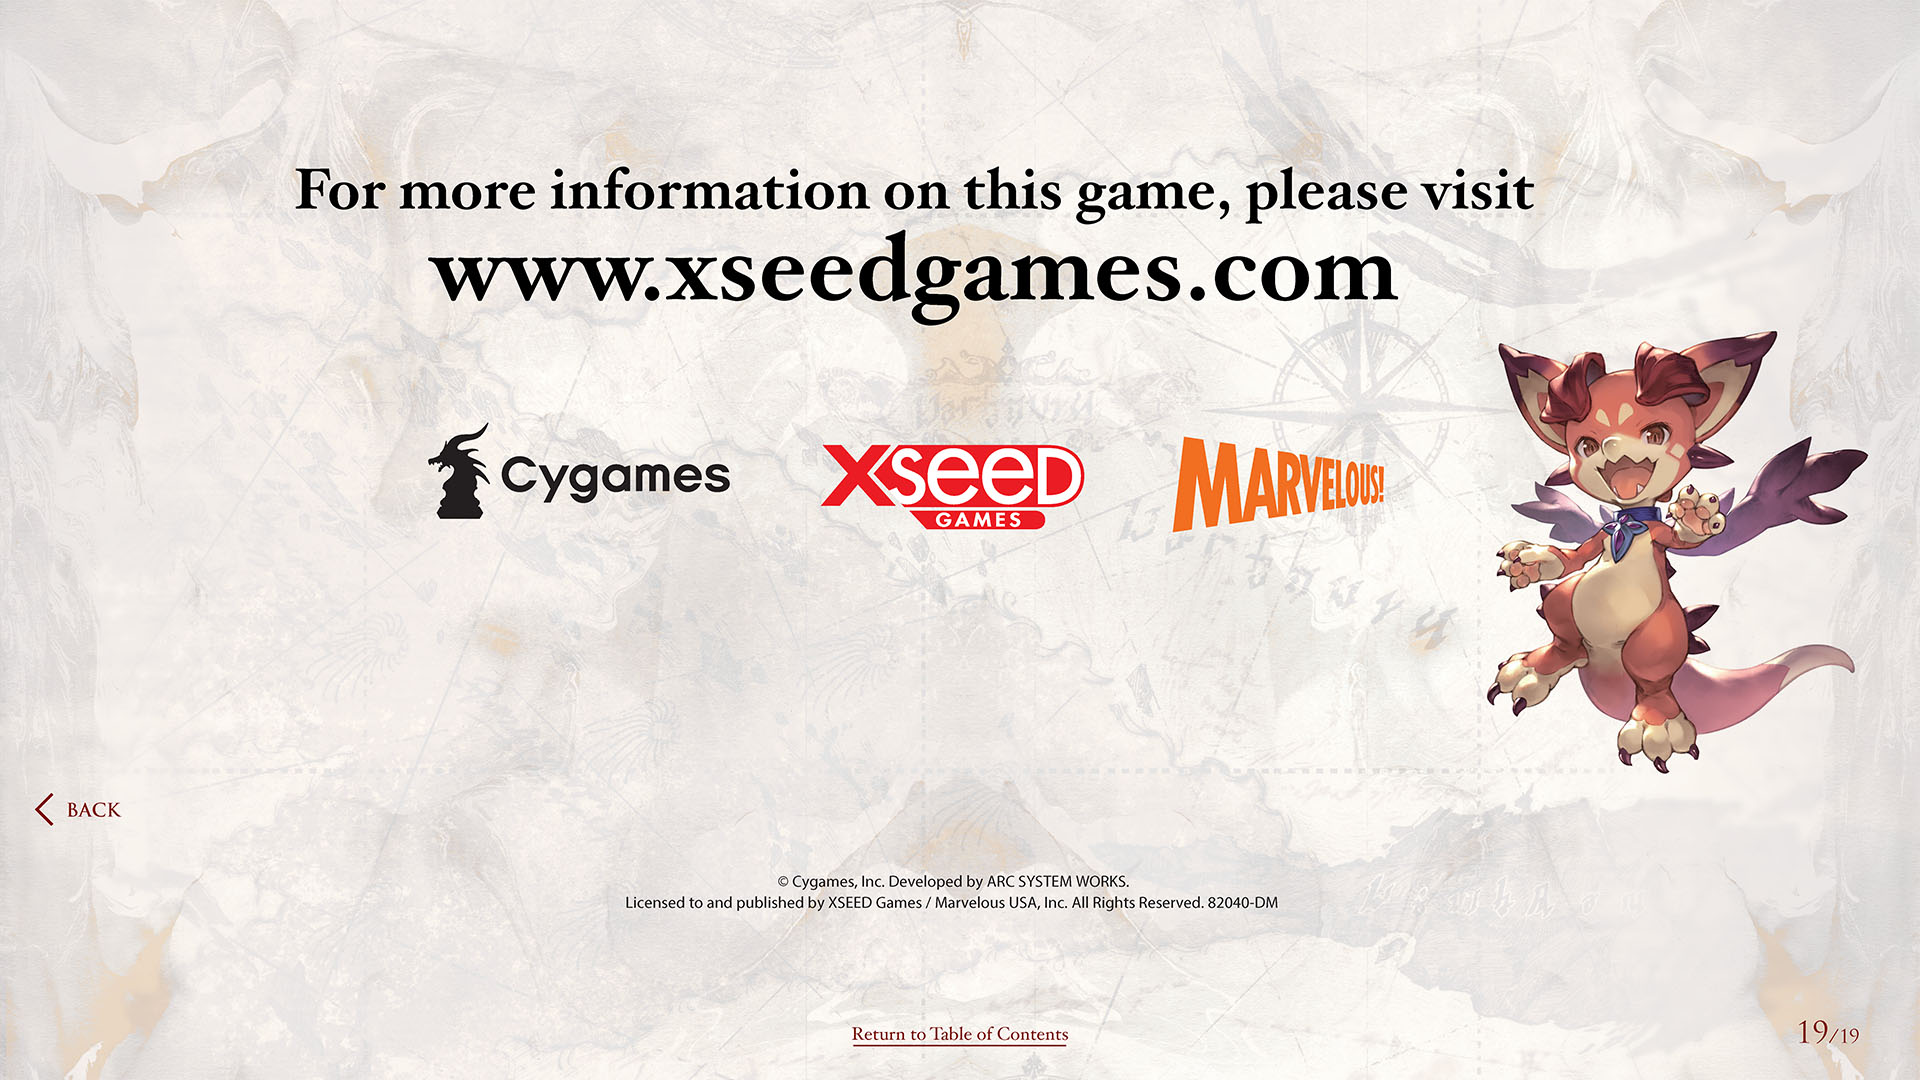 For more information on this game, please visit
www.xseedgames.com
Cygames
XSEED
GAMES
MARVELOUS!
BACK
© Cygames, Inc. Developed by ARC SYSTEM WORKS.
Licensed to and published by XSEED Games / Marvelous USA, Inc. All Rights Reserved. 82040-DM
Return to Table of Contents
19/19